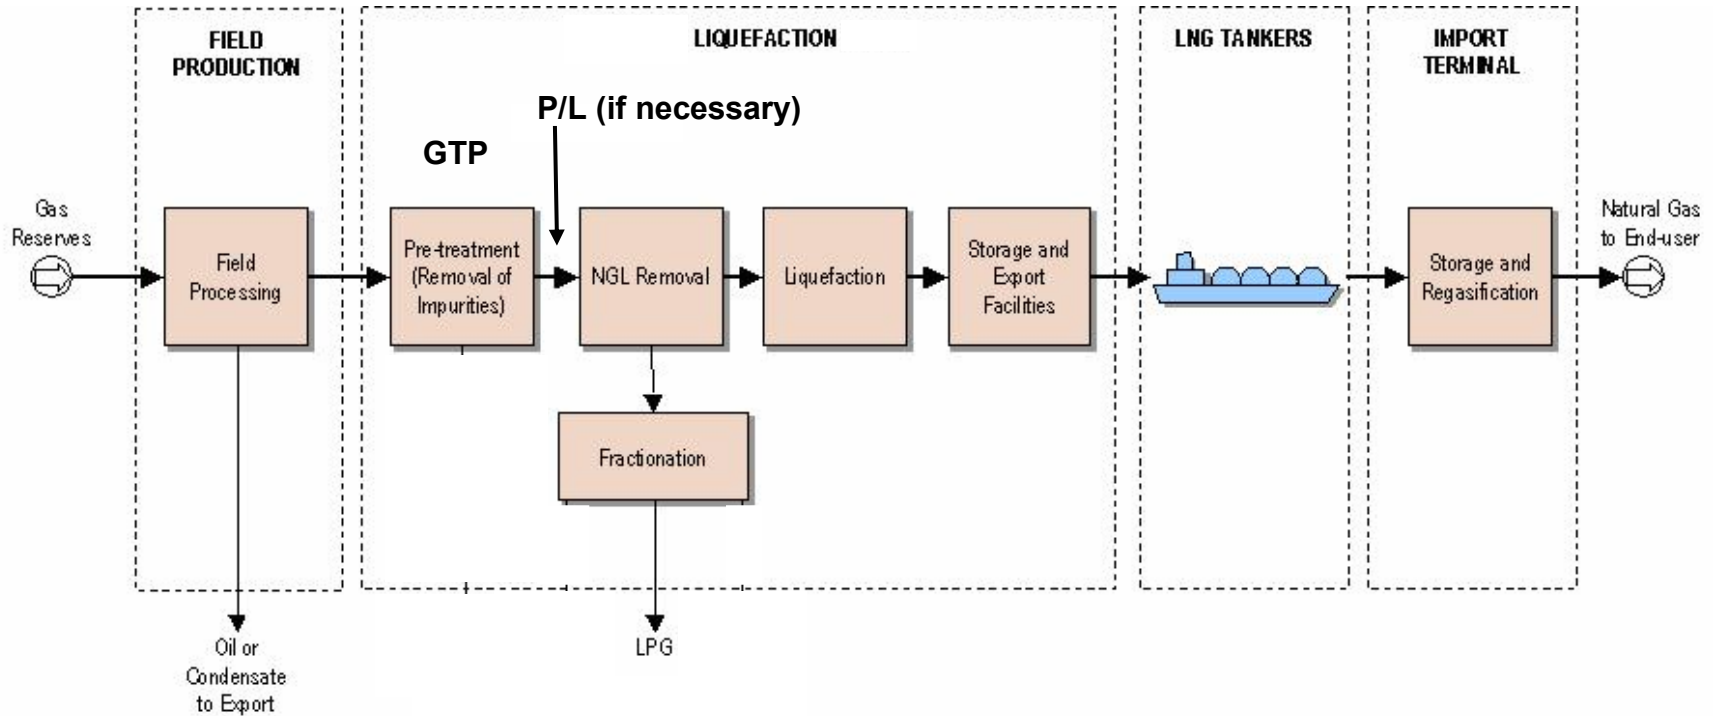 FIELD
PRODUCTION
LIQUEFACTION
LNG TANKERS
IMPORT
TERMINAL
P/L (if necessary)
GTP
Gas
Reserves
Field
Processing
Pre-treatment
(Removal of
Impurities)
NGL Removal
Liquefaction
Storage and
Export
Facilities
Storage and
Regasification
Natural Gas
to End-user
Fractionation
Oil or
Condensate
to Export
LPG